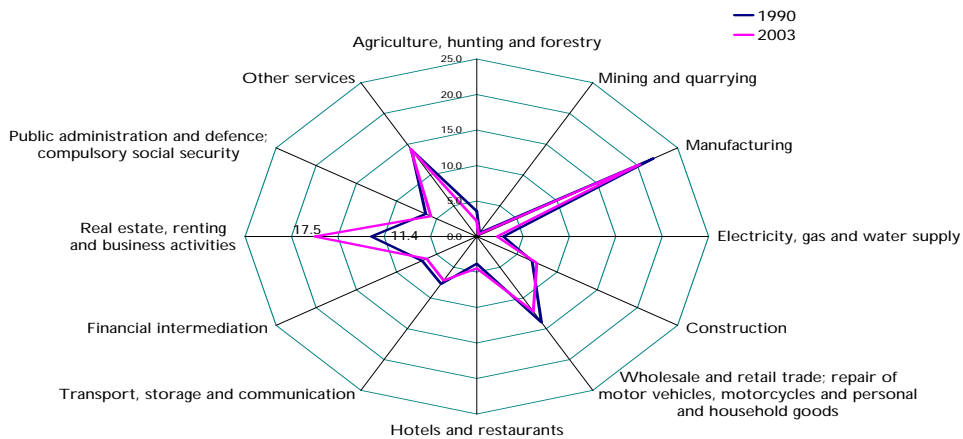 1990
2003
Agriculture, hunting and forestry
25.0
20.0
15.0
10.0
5.0
0.0
Mining and quarrying
Manufacturing
Electricity, gas and water supply
Construction
Wholesale and retail trade; repair of
motor vehicles, motorcycles and personal
and household goods
Hotels and restaurants
Transport, storage and communication
Financial intermediation
Real estate, renting
and business activities
17.5
11.4
Public administration and defence;
compulsory social security
Other services